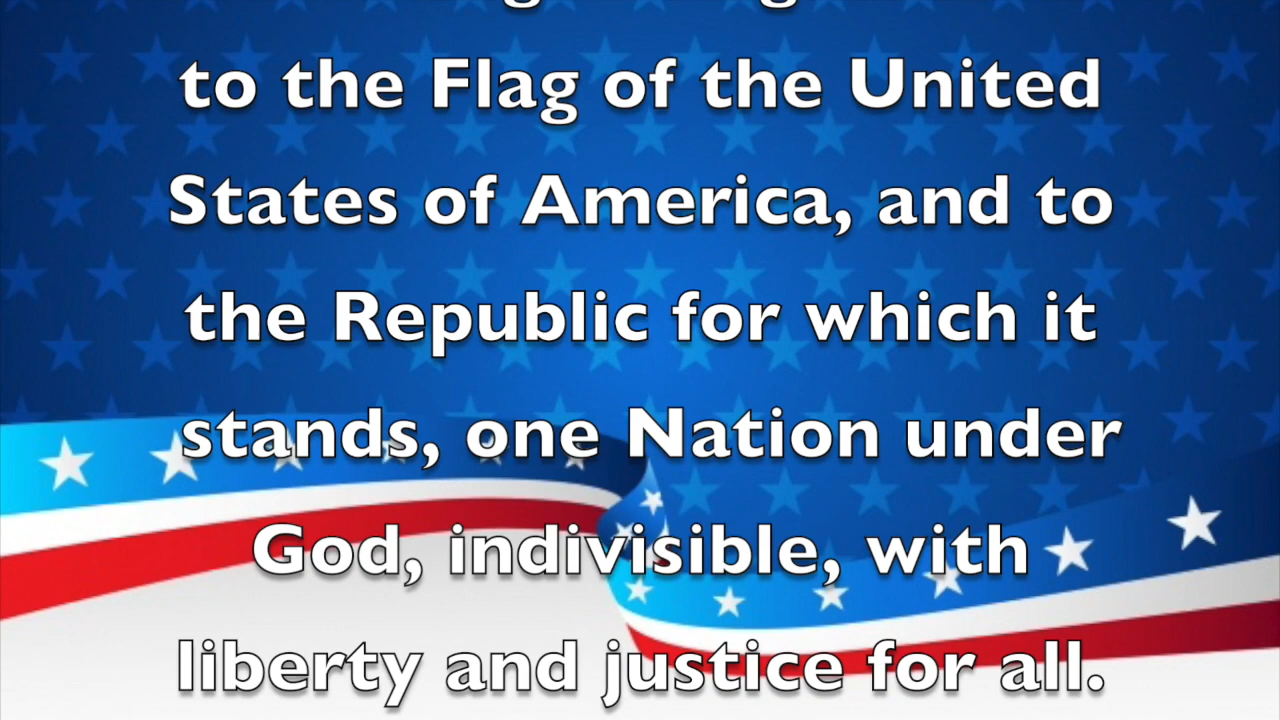 to the Flag of the United
States of America, and to
the Republic for which it
stands, one Nation under
God, indivisible, with
liberty and justice for all.